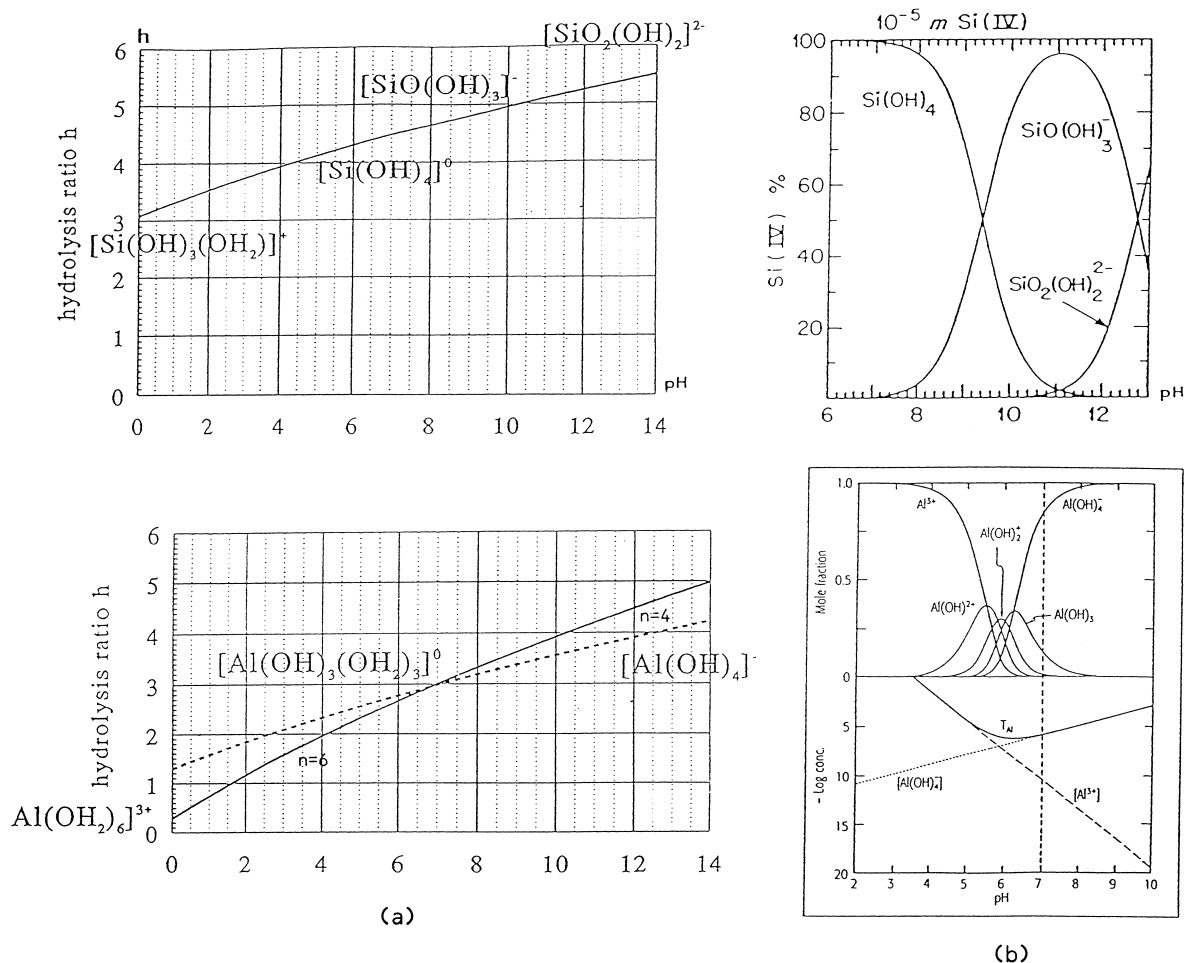 h
[SiO₂(OH)₂]²⁻
6
5
4
3
2
1
0
hydrolysis ratio h
[SiO(OH)₃]⁻
[Si(OH)₄]⁰
[Si(OH)₃(OH₂)]⁺
pH
0 2 4 6 8 10 12 14
10⁻⁵ m Si(IV)
100
80
60
40
20
Si(IV) %
Si(OH)₄
SiO(OH)₃⁻
SiO₂(OH)₂²⁻
pH
6 8 10 12
6
5
4
3
2
1
0
hydrolysis ratio h
n=4
[Al(OH)₃(OH₂)₃]⁰
[Al(OH)₄]⁻
n=6
Al(OH₂)₆]³⁺
0 2 4 6 8 10 12 14
(a)
1.0
0.5
0
Mole fraction
Al³⁺
Al(OH)₄⁻
Al(OH)₂⁺
Al(OH)²⁺
Al(OH)₃
5
10
15
20
- Log conc.
T_Al
[Al(OH)₄⁻]
[Al³⁺]
2 3 4 5 6 7 8 9 10
pH
(b)